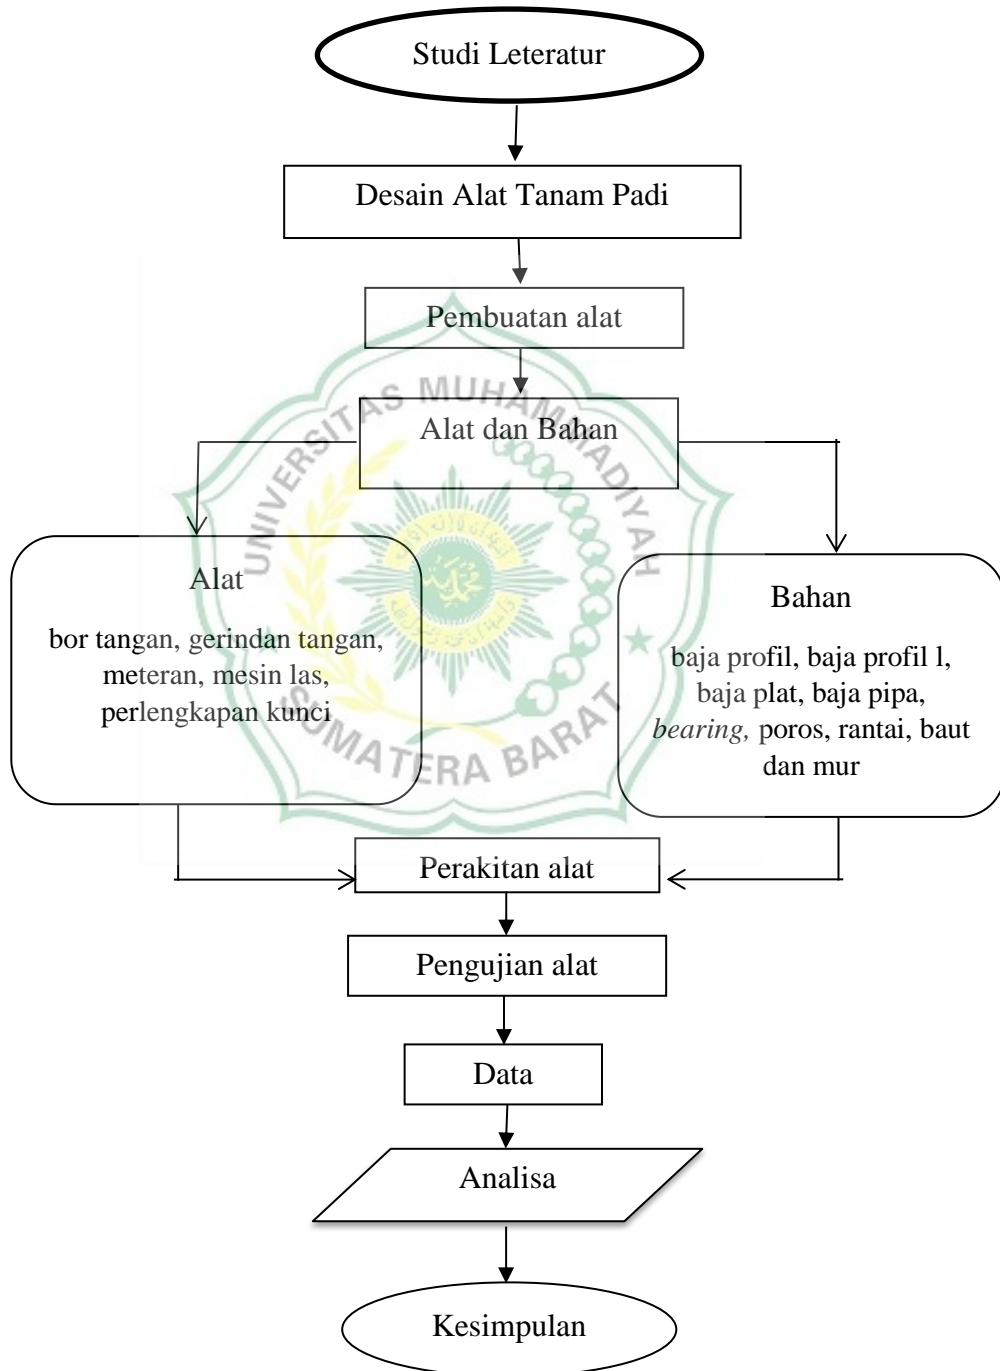 Studi Leteratur
Desain Alat Tanam Padi
Pembuatan alat
UNIVERSITAS MUHAMMADIYAH
Alat dan Bahan
Alat
bor tangan, gerindan tangan,
meteran, mesin las,
perlengkapan kunci
Bahan
baja profil, baja profil l,
baja plat, baja pipa,
bearing, poros, rantai, baut
dan mur
SUMATERA BARAT
Perakitan alat
Pengujian alat
Data
Analisa
Kesimpulan